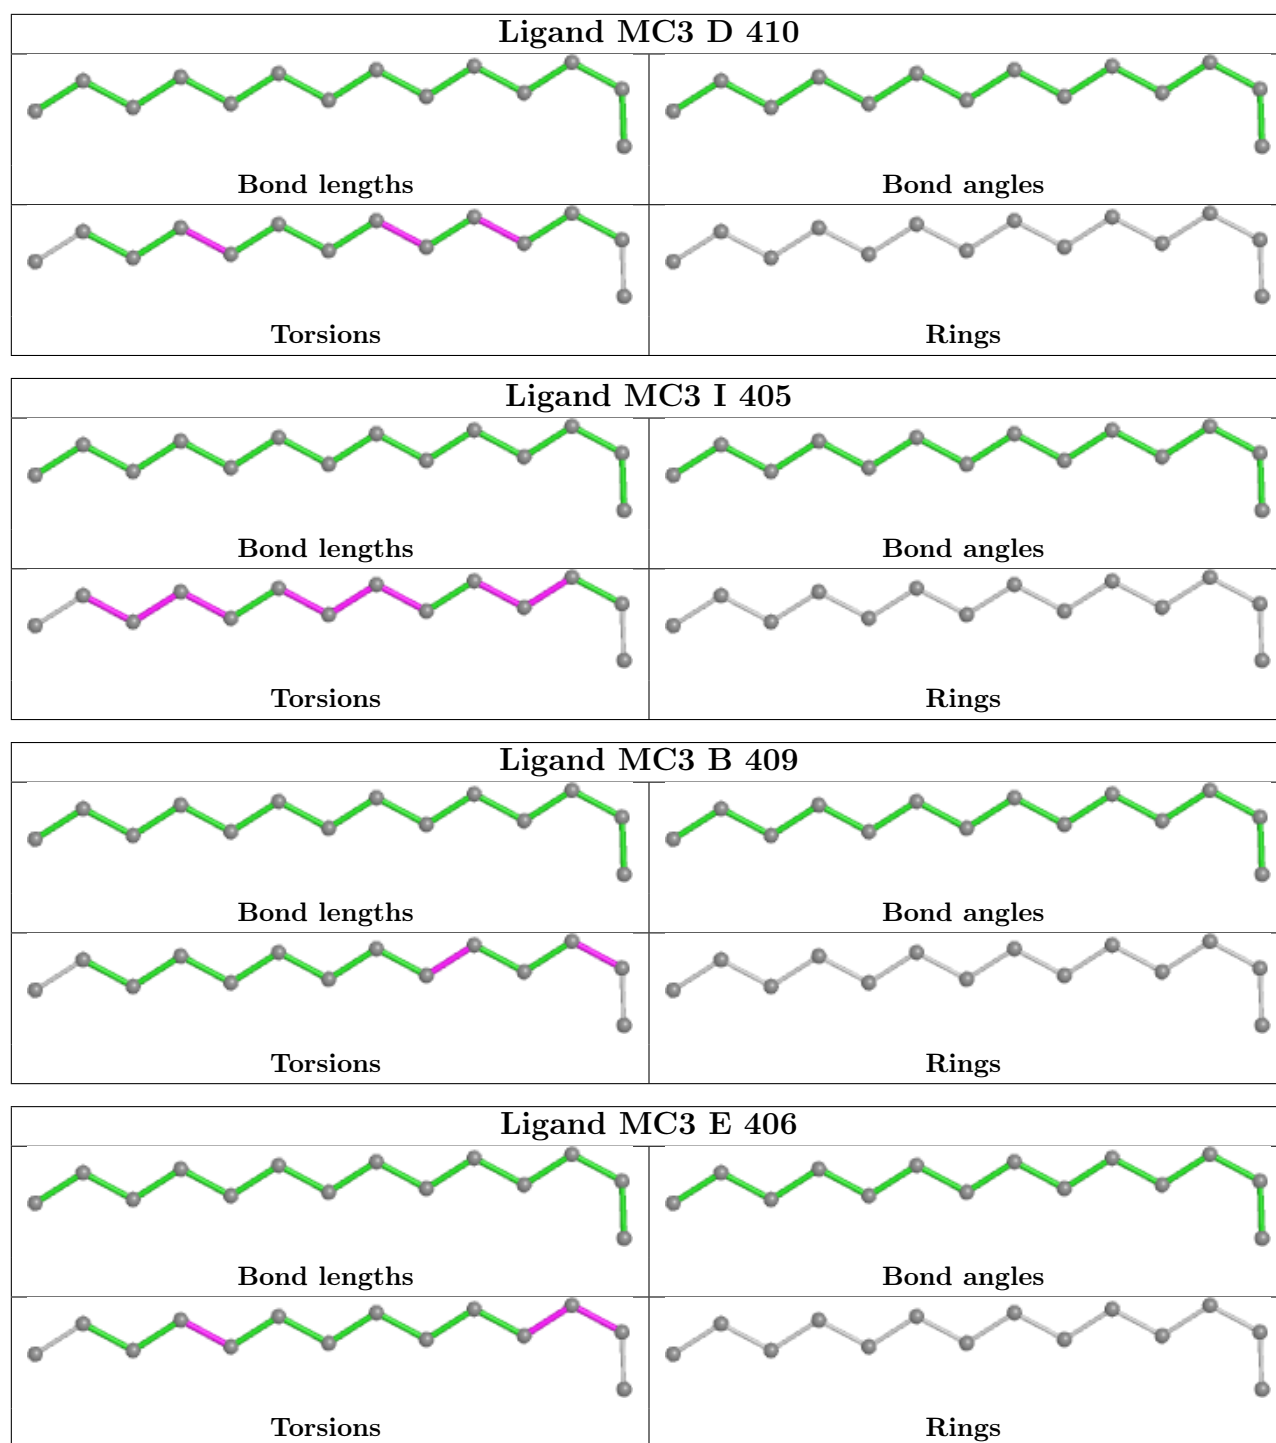 Ligand MC3 D 410
Bond lengths
Bond angles
Torsions
Rings
Ligand MC3 I 405
Bond lengths
Bond angles
Torsions
Rings
Ligand MC3 B 409
Bond lengths
Bond angles
Torsions
Rings
Ligand MC3 E 406
Bond lengths
Bond angles
Torsions
Rings